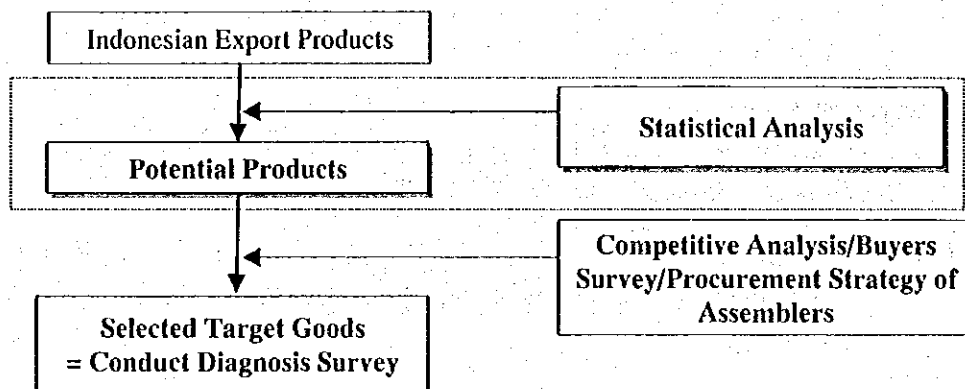 Indonesian Export Products
Statistical Analysis
Potential Products
Competitive Analysis/Buyers
Survey/Procurement Strategy of
Assemblers
Selected Target Goods
= Conduct Diagnosis Survey